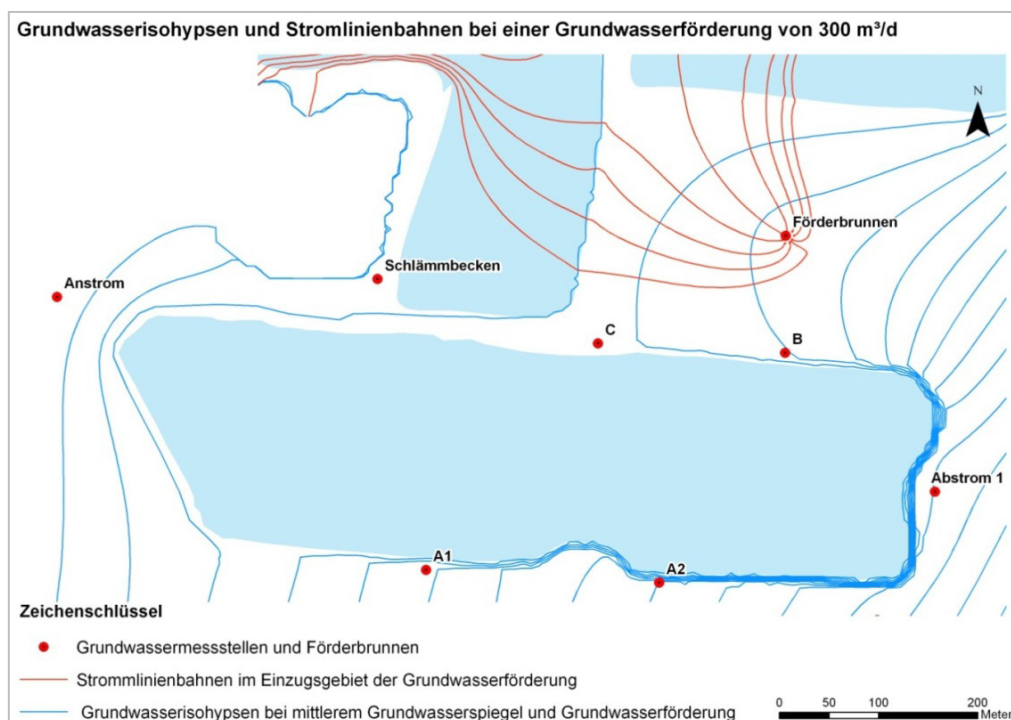 Grundwasserisohypsen und Stromlinienbahnen bei einer Grundwasserförderung von 300 m³/d
N
Förderbrunnen
Schlämmbecken
Anstrom
C
B
Abstrom 1
A1
A2
Zeichenschlüssel
Grundwassermessstellen und Förderbrunnen
Strommlinienbahnen im Einzugsgebiet der Grundwasserförderung
Grundwasserisohypsen bei mittlerem Grundwasserspiegel und Grundwasserförderung
0 50 100 200
Meter